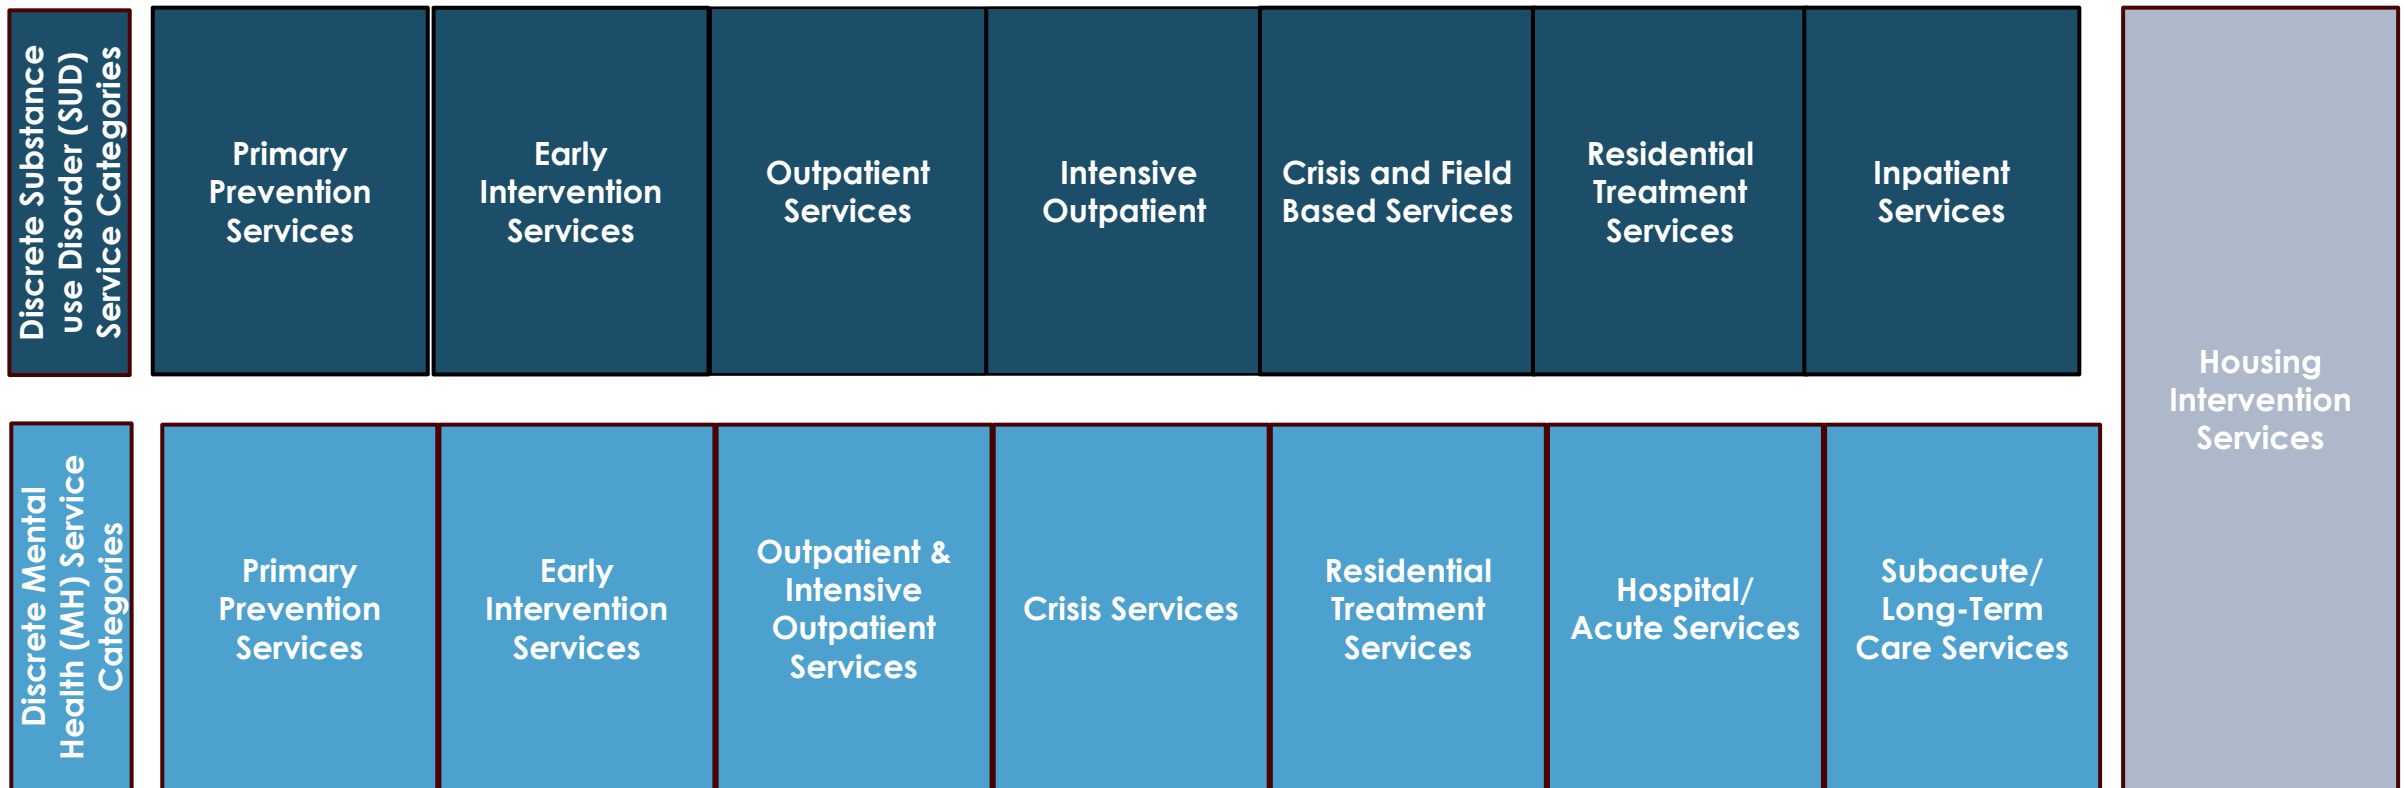 Discrete Substance
use Disorder (SUD)
Service Categories
Primary
Prevention
Services
Early
Intervention
Services
Outpatient
Services
Intensive
Outpatient
Crisis and Field
Based Services
Residential
Treatment
Services
Inpatient
Services
Housing
Intervention
Services
Discrete Mental
Health (MH) Service
Categories
Primary
Prevention
Services
Early
Intervention
Services
Outpatient &
Intensive
Outpatient
Services
Crisis Services
Residential
Treatment
Services
Hospital/
Acute Services
Subacute/
Long-Term
Care Services